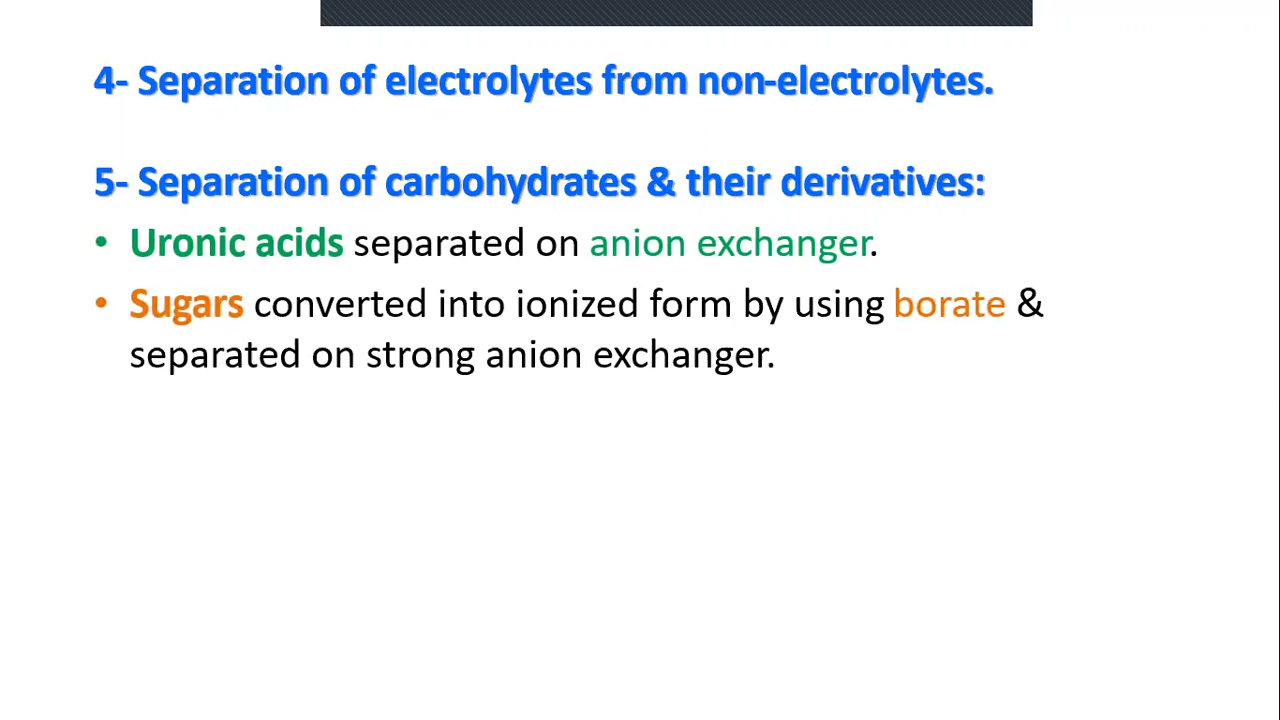 4- Separation of electrolytes from non-electrolytes.
5- Separation of carbohydrates & their derivatives:
• Uronic acids separated on anion exchanger.
• Sugars converted into ionized form by using borate &
separated on strong anion exchanger.